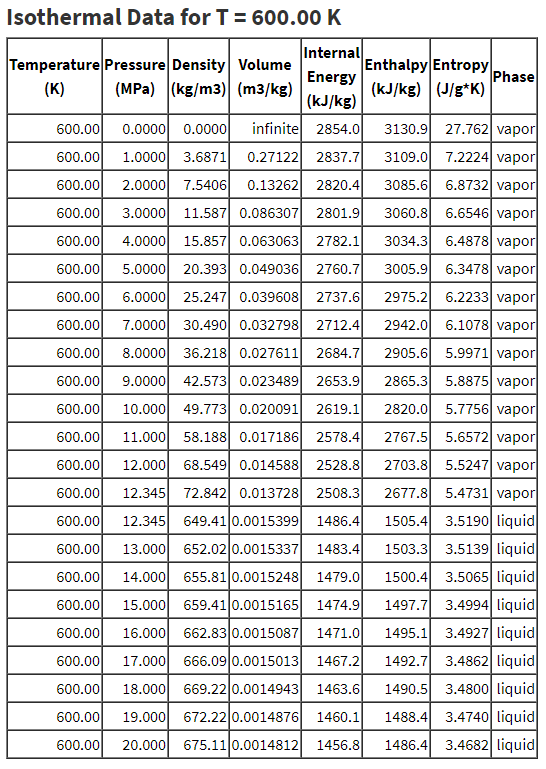 Isothermal Data for T = 600.00 K
Temperature (K) Pressure (MPa) Density (kg/m3) Volume (m3/kg) Internal Energy (kJ/kg) Enthalpy (kJ/kg) Entropy (J/g*K) Phase
600.00 0.0000 0.0000 infinite 2854.0 3130.9 27.762 vapor
600.00 1.0000 3.6871 0.27122 2837.7 3109.0 7.2224 vapor
600.00 2.0000 7.5406 0.13262 2820.4 3085.6 6.8732 vapor
600.00 3.0000 11.587 0.086307 2801.9 3060.8 6.6546 vapor
600.00 4.0000 15.857 0.063063 2782.1 3034.3 6.4878 vapor
600.00 5.0000 20.393 0.049036 2760.7 3005.9 6.3478 vapor
600.00 6.0000 25.247 0.039608 2737.6 2975.2 6.2233 vapor
600.00 7.0000 30.490 0.032798 2712.4 2942.0 6.1078 vapor
600.00 8.0000 36.218 0.027611 2684.7 2905.6 5.9971 vapor
600.00 9.0000 42.573 0.023489 2653.9 2865.3 5.8875 vapor
600.00 10.000 49.773 0.020091 2619.1 2820.0 5.7756 vapor
600.00 11.000 58.188 0.017186 2578.4 2767.5 5.6572 vapor
600.00 12.000 68.549 0.014588 2528.8 2703.8 5.5247 vapor
600.00 12.345 72.842 0.013728 2508.3 2677.8 5.4731 vapor
600.00 12.345 649.41 0.0015399 1486.4 1505.4 3.5190 liquid
600.00 13.000 652.02 0.0015337 1483.4 1503.3 3.5139 liquid
600.00 14.000 655.81 0.0015248 1479.0 1500.4 3.5065 liquid
600.00 15.000 659.41 0.0015165 1474.9 1497.7 3.4994 liquid
600.00 16.000 662.83 0.0015087 1471.0 1495.1 3.4927 liquid
600.00 17.000 666.09 0.0015013 1467.2 1492.7 3.4862 liquid
600.00 18.000 669.22 0.0014943 1463.6 1490.5 3.4800 liquid
600.00 19.000 672.22 0.0014876 1460.1 1488.4 3.4740 liquid
600.00 20.000 675.11 0.0014812 1456.8 1486.4 3.4682 liquid